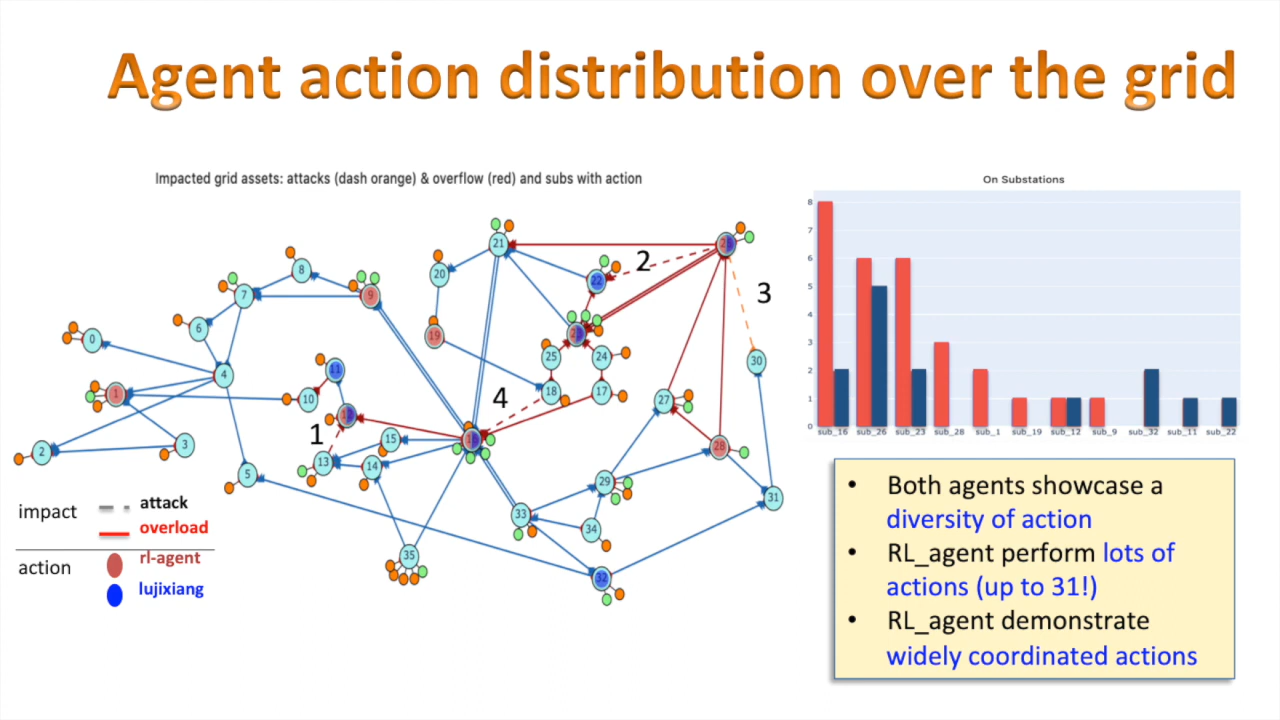 Agent action distribution over the grid
Impacted grid assets: attacks (dash orange) & overflow (red) and subs with action
On Substations
21
20
22
2
3
8
7
9
6
0
4
19
25
24
30
11
1
10
18
17
4
27
1
15
28
2
3
13
14
5
29
31
33
34
35
32
impact
attack
overload
action
rl-agent
lujixiang
8
7
6
5
4
3
2
1
0
sub_16
sub_26
sub_23
sub_28
sub_1
sub_19
sub_12
sub_9
sub_32
sub_11
sub_22
• Both agents showcase a
diversity of action
• RL_agent perform lots of
actions (up to 31!)
• RL_agent demonstrate
widely coordinated actions